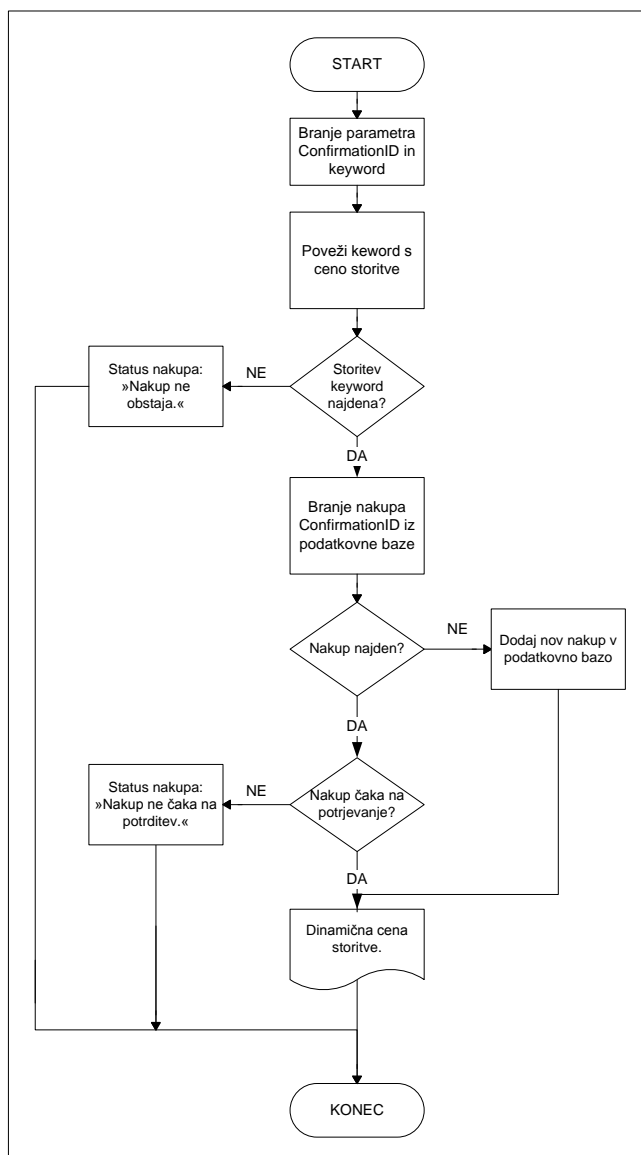 START
Branje parametra
ConfirmationID in
keyword
Poveži keword s
ceno storitve
Storitev
keyword
najdena?
NE
Status nakupa:
»Nakup ne
obstaja.«
DA
Branje nakupa
ConfirmationID iz
podatkovne baze
Nakup najden?
NE
Dodaj nov nakup v
podatkovno bazo
DA
Nakup čaka na
potrjevanje?
NE
Status nakupa:
»Nakup ne čaka na
potrditev.«
DA
Dinamična cena
storitve.
KONEC